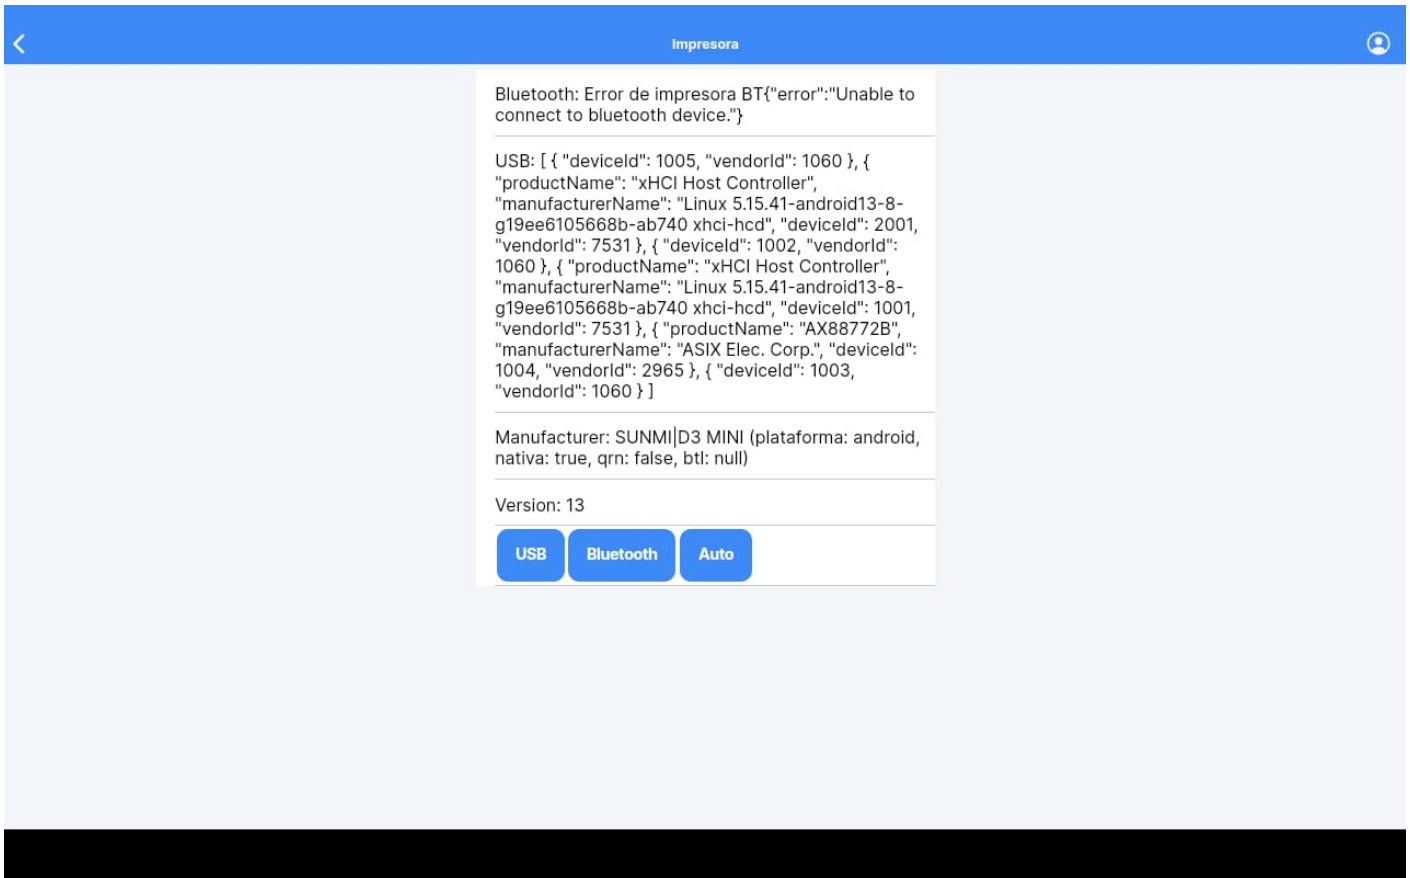 Impresora
Bluetooth: Error de impresora BT{"error":"Unable to
connect to bluetooth device."}
USB: [ { "deviceId": 1005, "vendorId": 1060 }, {
"productName": "xHCI Host Controller",
"manufacturerName": "Linux 5.15.41-android13-8-
g19ee6105668b-ab740 xhci-hcd", "deviceId": 2001,
"vendorId": 7531 }, { "deviceId": 1002, "vendorId":
1060 }, { "productName": "xHCI Host Controller",
"manufacturerName": "Linux 5.15.41-android13-8-
g19ee6105668b-ab740 xhci-hcd", "deviceId": 1001,
"vendorId": 7531 }, { "productName": "AX88772B",
"manufacturerName": "ASIX Elec. Corp.", "deviceId":
1004, "vendorId": 2965 }, { "deviceId": 1003,
"vendorId": 1060 } ]
Manufacturer: SUNMI|D3 MINI (plataforma: android,
nativa: true, qrn: false, btl: null)
Version: 13
USB Bluetooth Auto